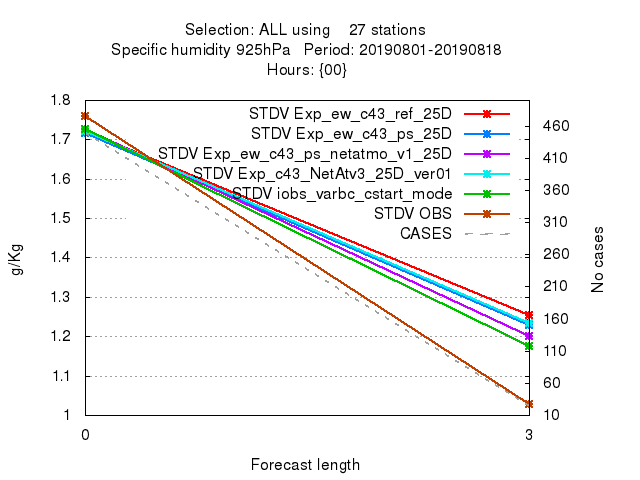 Selection: ALL using 27 stations
Specific humidity 925hPa Period: 20190801-20190818
Hours: {00}
STDV Exp_ew_c43_ref_25D
STDV Exp_ew_c43_ps_25D
STDV Exp_ew_c43_ps_netatmo_v1_25D
STDV Exp_c43_NetAtv3_25D_ver01
STDV iobs_varbc_cstart_mode
STDV OBS
CASES
1.8
1.7
1.6
1.5
1.4
1.3
1.2
1.1
1
g/Kg
460
410
360
310
260
210
160
110
60
10
No cases
0 3
Forecast length